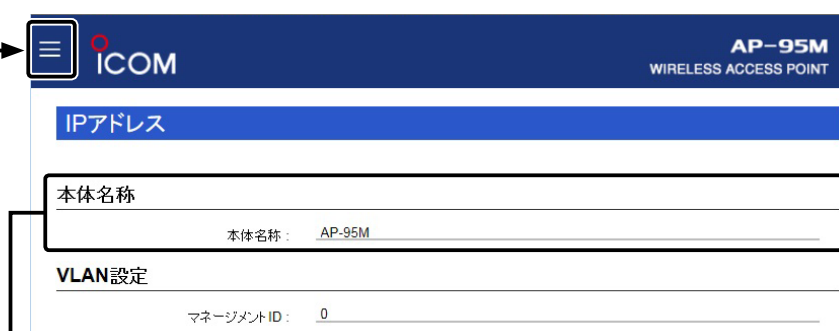 ICOM
AP-95M
WIRELESS ACCESS POINT
IPアドレス
本体名称
本体名称 : AP-95M
VLAN設定
マネージメントID : 0